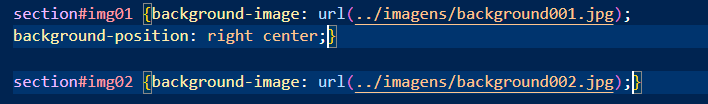 section#img01 {background-image: url(../imagens/background001.jpg);
background-position: right center;}
section#img02 {background-image: url(../imagens/background002.jpg);}